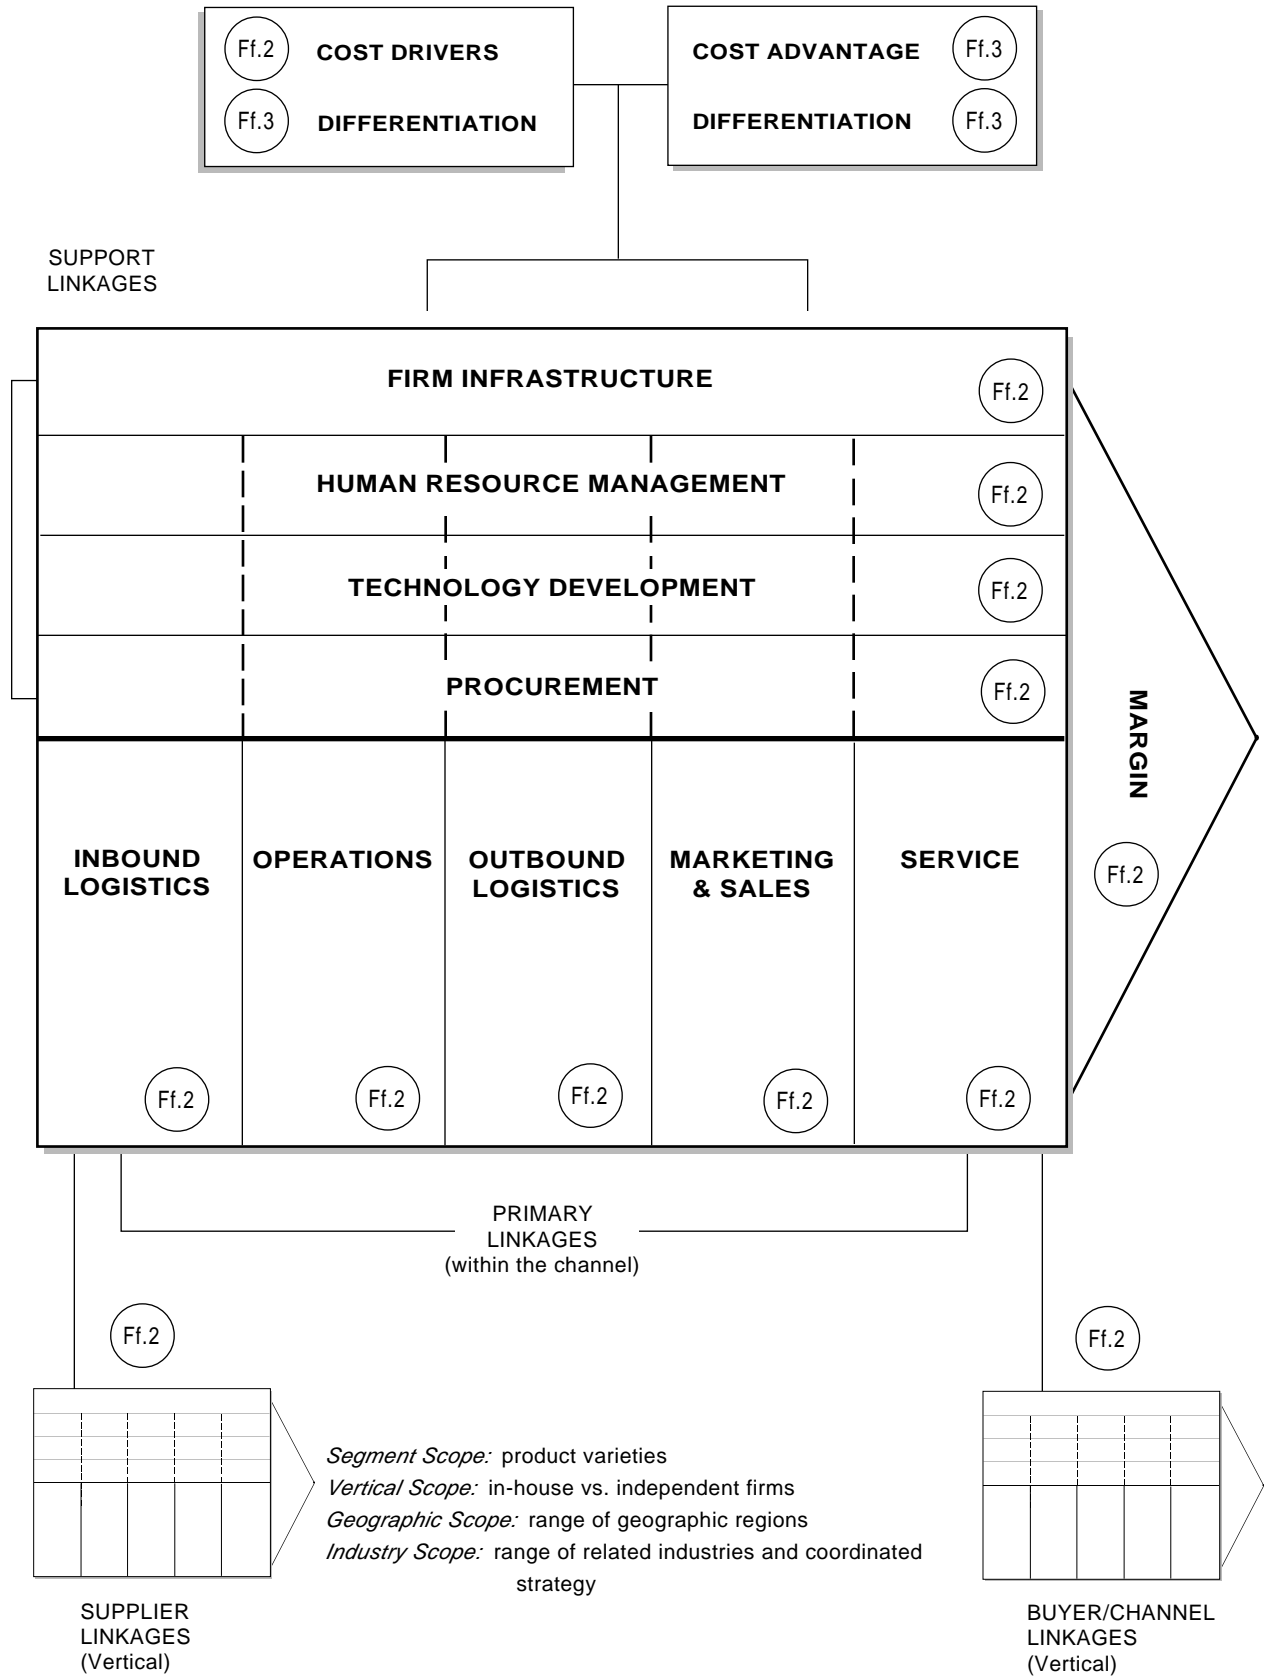 Ff.2 COST DRIVERS
Ff.3 DIFFERENTIATION
COST ADVANTAGE Ff.3
DIFFERENTIATION Ff.3
SUPPORT
LINKAGES
FIRM INFRASTRUCTURE Ff.2
HUMAN RESOURCE MANAGEMENT Ff.2
TECHNOLOGY DEVELOPMENT Ff.2
PROCUREMENT Ff.2
MARGIN
Ff.2
INBOUND
LOGISTICS
Ff.2
OPERATIONS
Ff.2
OUTBOUND
LOGISTICS
Ff.2
MARKETING
& SALES
Ff.2
SERVICE
Ff.2
PRIMARY
LINKAGES
(within the channel)
Ff.2
Ff.2
Segment Scope: product varieties
Vertical Scope: in-house vs. independent firms
Geographic Scope: range of geographic regions
Industry Scope: range of related industries and coordinated
strategy
SUPPLIER
LINKAGES
(Vertical)
BUYER/CHANNEL
LINKAGES
(Vertical)